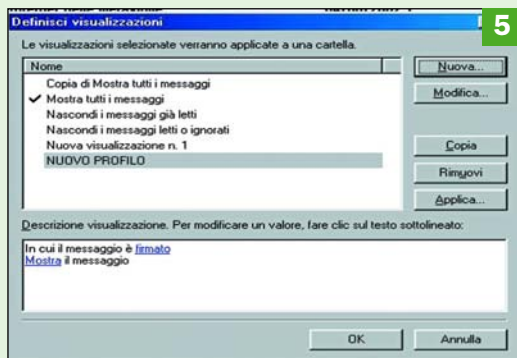 Definisci visualizzazioni
5
Le visualizzazioni selezionate verranno applicate a una cartella.
Nome
Copia di Mostra tutti i messaggi
Mostra tutti i messaggi
Nascondi i messaggi già letti
Nascondi i messaggi letti o ignorati
Nuova visualizzazione n. 1
NUOVO PROFILO
Nuova...
Modifica...
Copia
Rimuovi
Applica...
Descrizione visualizzazione. Per modificare un valore, fare clic sul testo sottolineato:
In cui il messaggio è firmato
Mostra il messaggio
OK
Annulla